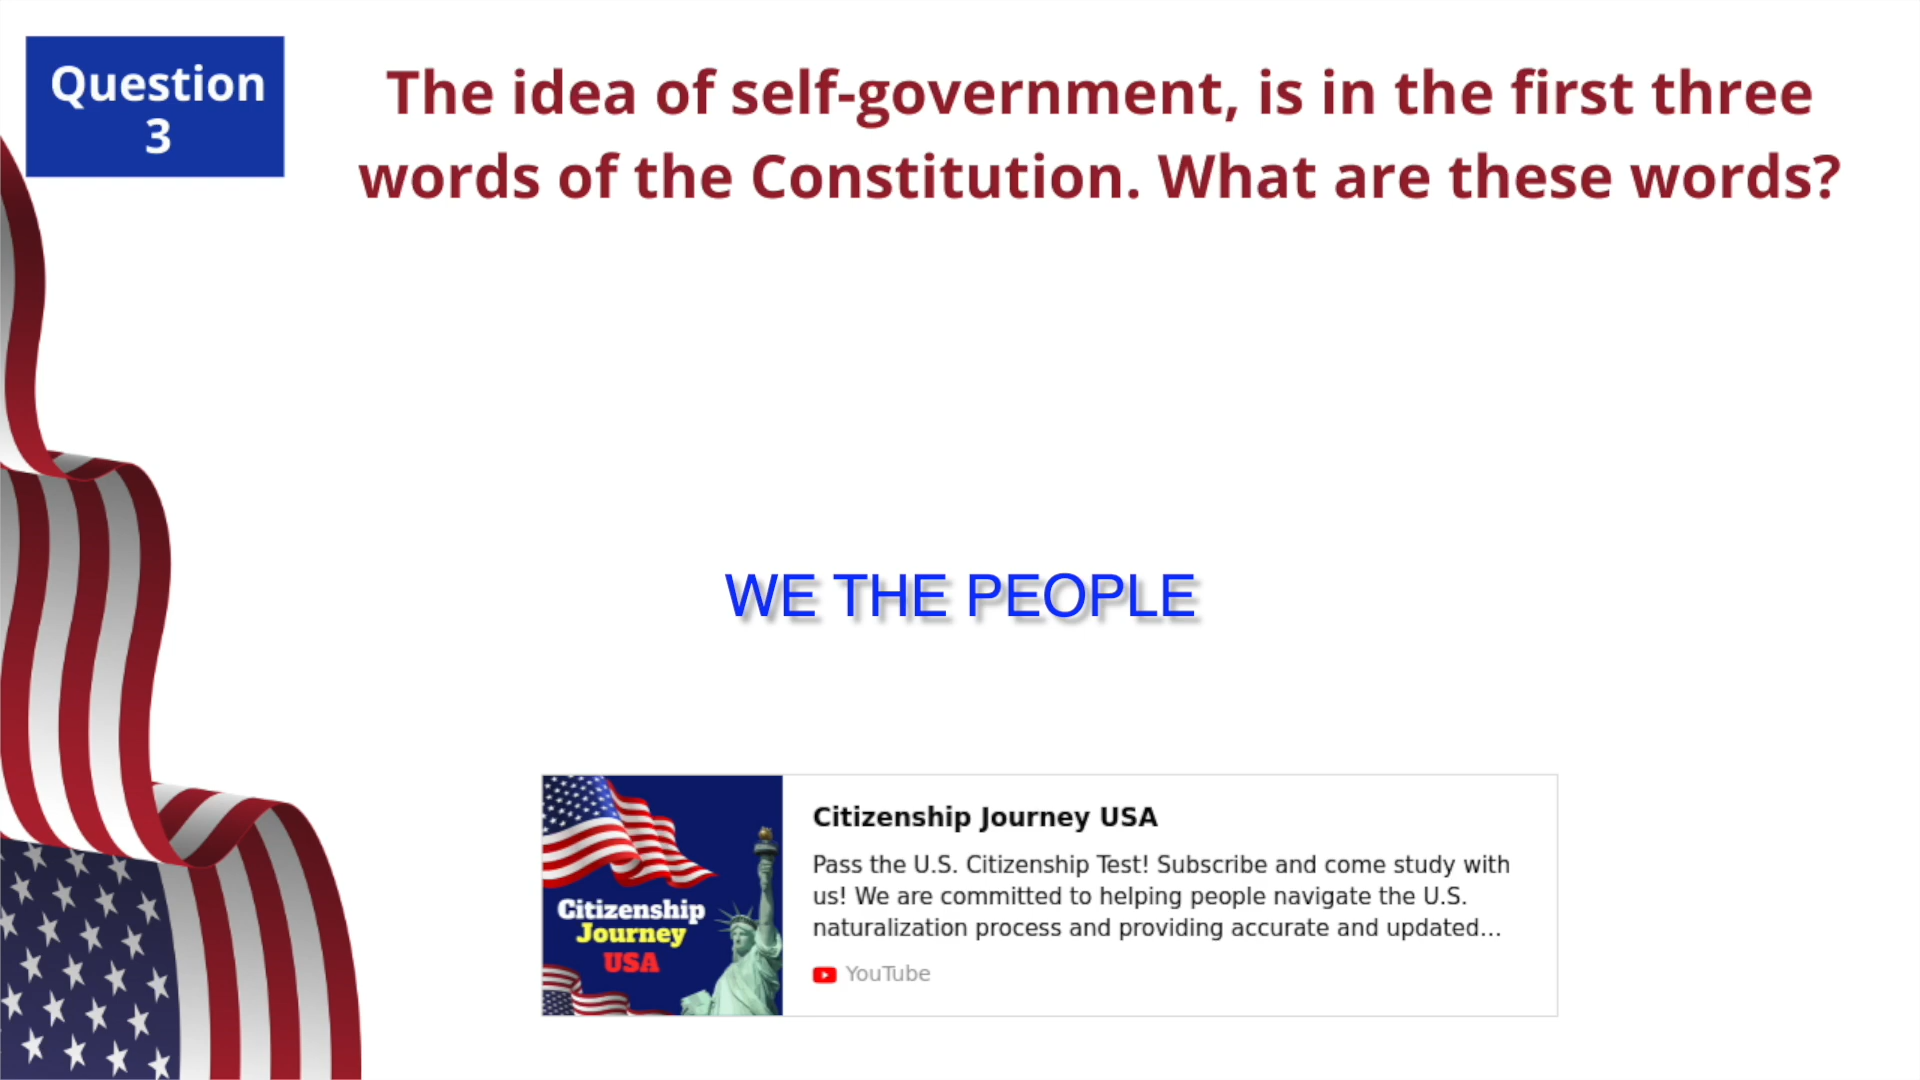 Question
3
The idea of self-government, is in the first three
words of the Constitution. What are these words?
WE THE PEOPLE
Citizenship
Journey
USA
Citizenship Journey USA
Pass the U.S. Citizenship Test! Subscribe and come study with
us! We are committed to helping people navigate the U.S.
naturalization process and providing accurate and updated...
YouTube